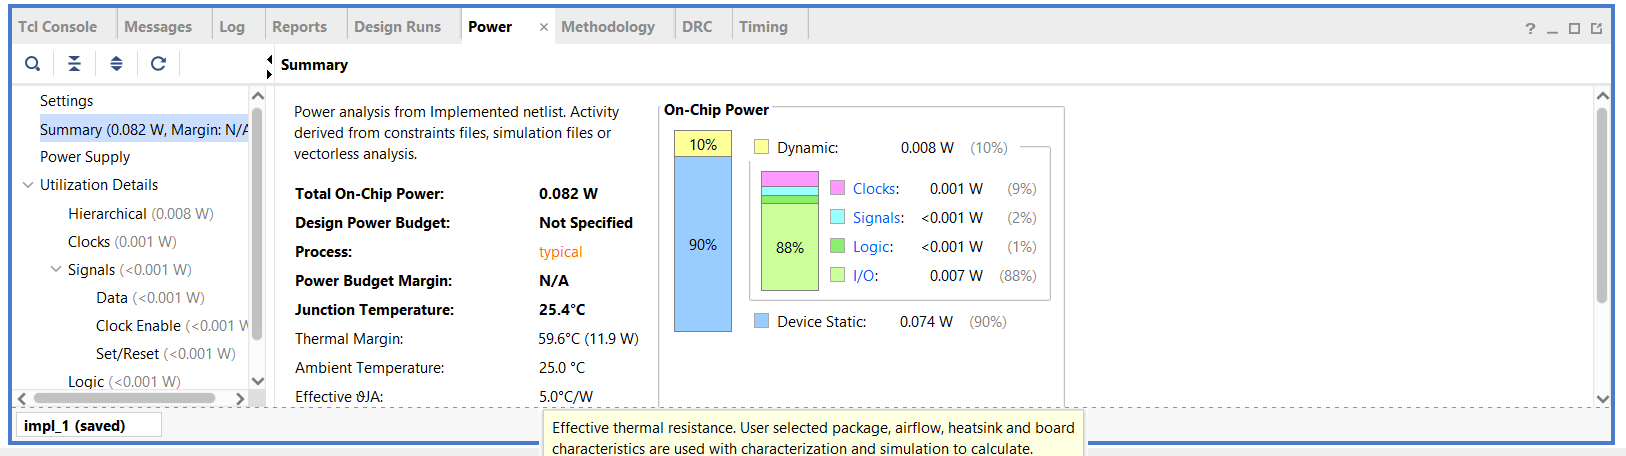 Tcl Console Messages Log Reports Design Runs Power × Methodology DRC Timing ?
Summary
Settings
Summary (0.082 W, Margin: N/A
Power Supply
Utilization Details
Hierarchical (0.008 W)
Clocks (0.001 W)
Signals (<0.001 W)
Data (<0.001 W)
Clock Enable (<0.001 W
Set/Reset (<0.001 W)
Logic (<0.001 W)
Power analysis from Implemented netlist. Activity
derived from constraints files, simulation files or
vectorless analysis.
Total On-Chip Power: 0.082 W
Design Power Budget: Not Specified
Process: typical
Power Budget Margin: N/A
Junction Temperature: 25.4°C
Thermal Margin: 59.6°C (11.9 W)
Ambient Temperature: 25.0 °C
Effective ϑJA: 5.0°C/W
On-Chip Power
10%
90%
Dynamic: 0.008 W (10%)
88%
Clocks: 0.001 W (9%)
Signals: <0.001 W (2%)
Logic: <0.001 W (1%)
I/O: 0.007 W (88%)
Device Static: 0.074 W (90%)
impl_1 (saved)
Effective thermal resistance. User selected package, airflow, heatsink and board
characteristics are used with characterization and simulation to calculate.